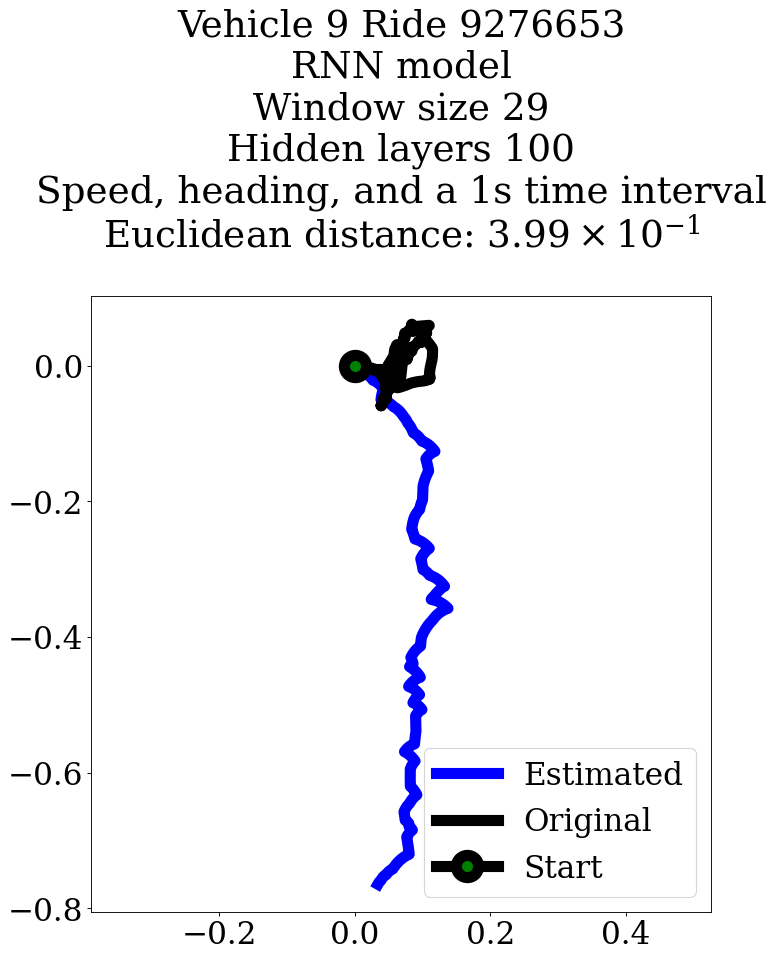 Vehicle 9 Ride 9276653
RNN model
Window size 29
Hidden layers 100
Speed, heading, and a 1s time interval
Euclidean distance: 3.99 × 10⁻¹
0.0
−0.2
−0.4
−0.6
−0.8
−0.2 0.0 0.2 0.4
Estimated
Original
Start